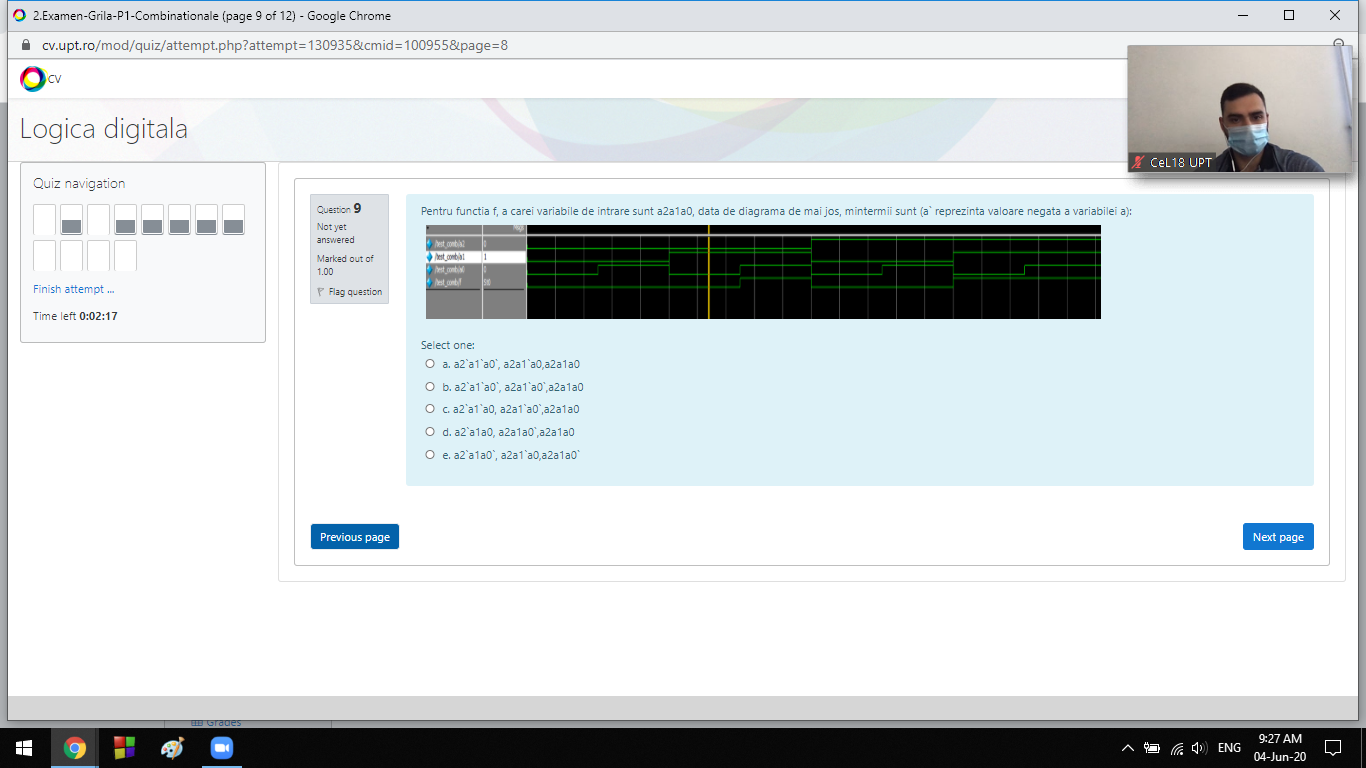 2.Examen-Grila-P1-Combinationale (page 9 of 12) - Google Chrome
cv.upt.ro/mod/quiz/attempt.php?attempt=130935&cmid=100955&page=8
CV
Logica digitala
CeL18 UPT
Quiz navigation
Finish attempt ...
Time left 0:02:17
Question 9
Not yet
answered
Marked out of
1.00
Flag question
Pentru functia f, a carei variabile de intrare sunt a2a1a0, data de diagrama de mai jos, mintermii sunt (a` reprezinta valoare negata a variabilei a):
/test_comb/a2 0
/test_comb/a1 1
/test_comb/a0 0
/test_comb/f
Select one:
a. a2`a1`a0`, a2a1`a0,a2a1a0
b. a2`a1`a0`, a2a1`a0`,a2a1a0
c. a2`a1`a0, a2a1`a0`,a2a1a0
d. a2`a1a0, a2a1a0`,a2a1a0
e. a2`a1a0`, a2a1`a0,a2a1a0`
Previous page
Next page
Grades
ENG
9:27 AM
04-Jun-20